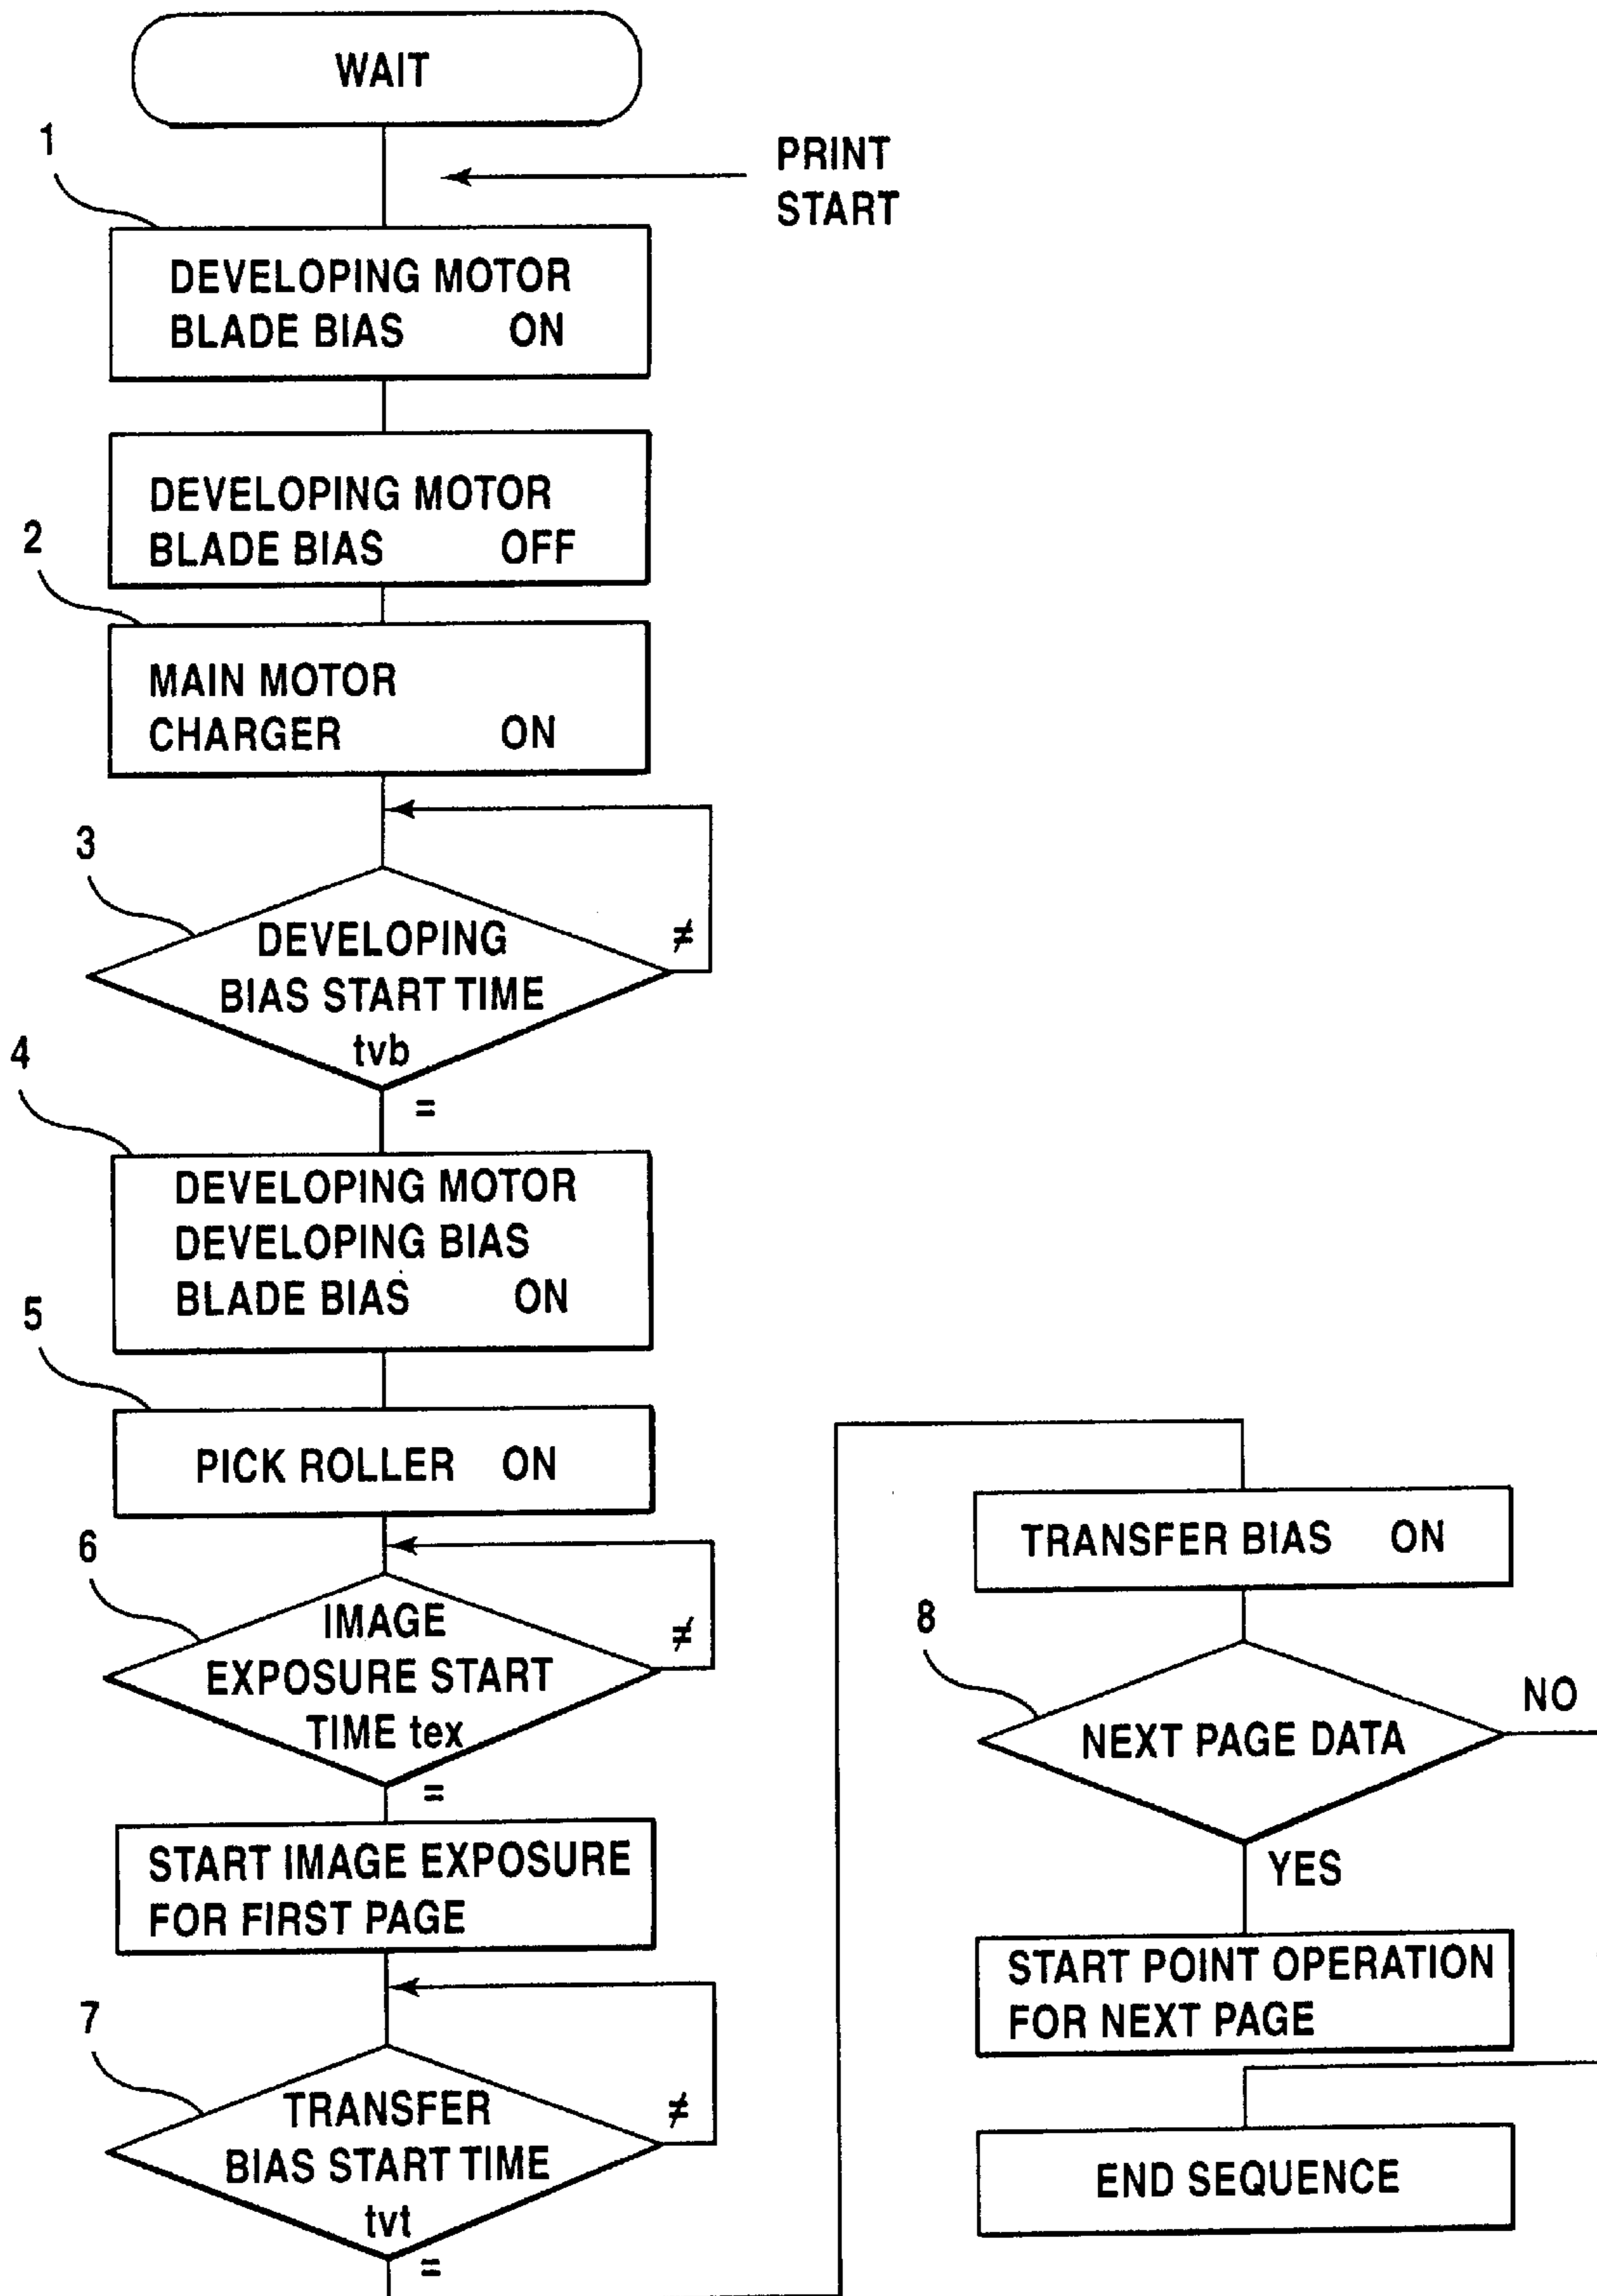 WAIT
PRINT
START
1
DEVELOPING MOTOR
BLADE BIAS ON
DEVELOPING MOTOR
BLADE BIAS OFF
2
MAIN MOTOR
CHARGER ON
3
DEVELOPING
BIAS START TIME
tvb
≠
=
4
DEVELOPING MOTOR
DEVELOPING BIAS
BLADE BIAS ON
5
PICK ROLLER ON
6
IMAGE
EXPOSURE START
TIME tex
≠
=
START IMAGE EXPOSURE
FOR FIRST PAGE
7
TRANSFER
BIAS START TIME
tvt
≠
=
TRANSFER BIAS ON
8
NEXT PAGE DATA
NO
YES
START POINT OPERATION
FOR NEXT PAGE
END SEQUENCE